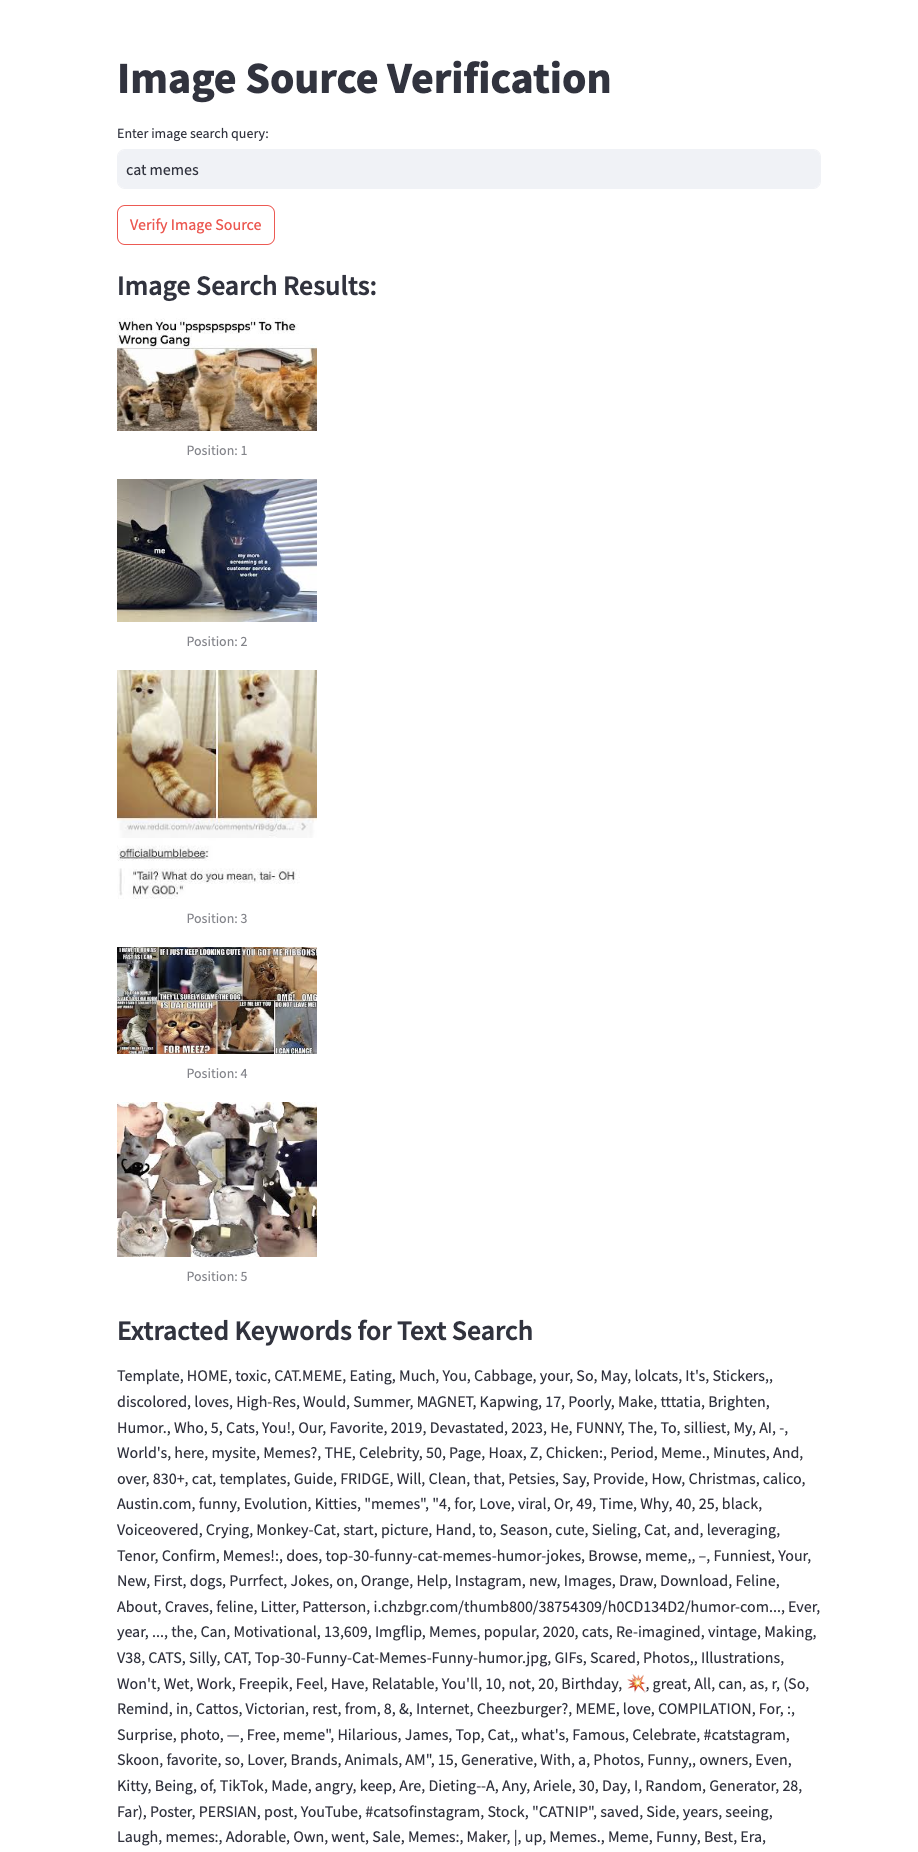 Image Source Verification
Enter image search query:
cat memes
Verify Image Source
Image Search Results:
When You "pspspspsps" To The
Wrong Gang
Position: 1
me
my mom
screaming at a
customer service
worker
Position: 2
officialbumblebee:
"Tail? What do you mean, tai- OH
MY GOD."
Position: 3
IF I JUST KEEP LOOKING CUTE
YOU GOT ME RIBBONS!
THEY'LL SURELY BLAME THE DOG
OMG! OMG
IS DAT CHIKIN
LET ME EAT YOU
DO NOT LEAVE ME!
FOR MEEZ?
I CAN CHANGE
Position: 4
Position: 5
Extracted Keywords for Text Search
Template, HOME, toxic, CAT.MEME, Eating, Much, You, Cabbage, your, So, May, lolcats, It's, Stickers,,
discolored, loves, High-Res, Would, Summer, MAGNET, Kapwing, 17, Poorly, Make, tttatia, Brighten,
Humor., Who, 5, Cats, You!, Our, Favorite, 2019, Devastated, 2023, He, FUNNY, The, To, silliest, My, AI, -,
World's, here, mysite, Memes?, THE, Celebrity, 50, Page, Hoax, Z, Chicken:, Period, Meme., Minutes, And,
over, 830+, cat, templates, Guide, FRIDGE, Will, Clean, that, Petsies, Say, Provide, How, Christmas, calico,
Austin.com, funny, Evolution, Kitties, "memes", "4, for, Love, viral, Or, 49, Time, Why, 40, 25, black,
Voiceovered, Crying, Monkey-Cat, start, picture, Hand, to, Season, cute, Sieling, Cat, and, leveraging,
Tenor, Confirm, Memes!:, does, top-30-funny-cat-memes-humor-jokes, Browse, meme,, –, Funniest, Your,
New, First, dogs, Purrfect, Jokes, on, Orange, Help, Instagram, new, Images, Draw, Download, Feline,
About, Craves, feline, Litter, Patterson, i.chzbgr.com/thumb800/38754309/h0CD134D2/humor-com..., Ever,
year, ..., the, Can, Motivational, 13,609, Imgflip, Memes, popular, 2020, cats, Re-imagined, vintage, Making,
V38, CATS, Silly, CAT, Top-30-Funny-Cat-Memes-Funny-humor.jpg, GIFs, Scared, Photos,, Illustrations,
Won't, Wet, Work, Freepik, Feel, Have, Relatable, You'll, 10, not, 20, Birthday, 💥, great, All, can, as, r, (So,
Remind, in, Cattos, Victorian, rest, from, 8, &, Internet, Cheezburger?, MEME, love, COMPILATION, For, :,
Surprise, photo, —, Free, meme", Hilarious, James, Top, Cat,, what's, Famous, Celebrate, #catstagram,
Skoon, favorite, so, Lover, Brands, Animals, AM", 15, Generative, With, a, Photos, Funny,, owners, Even,
Kitty, Being, of, TikTok, Made, angry, keep, Are, Dieting--A, Any, Ariele, 30, Day, I, Random, Generator, 28,
Far), Poster, PERSIAN, post, YouTube, #catsofinstagram, Stock, "CATNIP", saved, Side, years, seeing,
Laugh, memes:, Adorable, Own, went, Sale, Memes:, Maker, |, up, Memes., Meme, Funny, Best, Era,